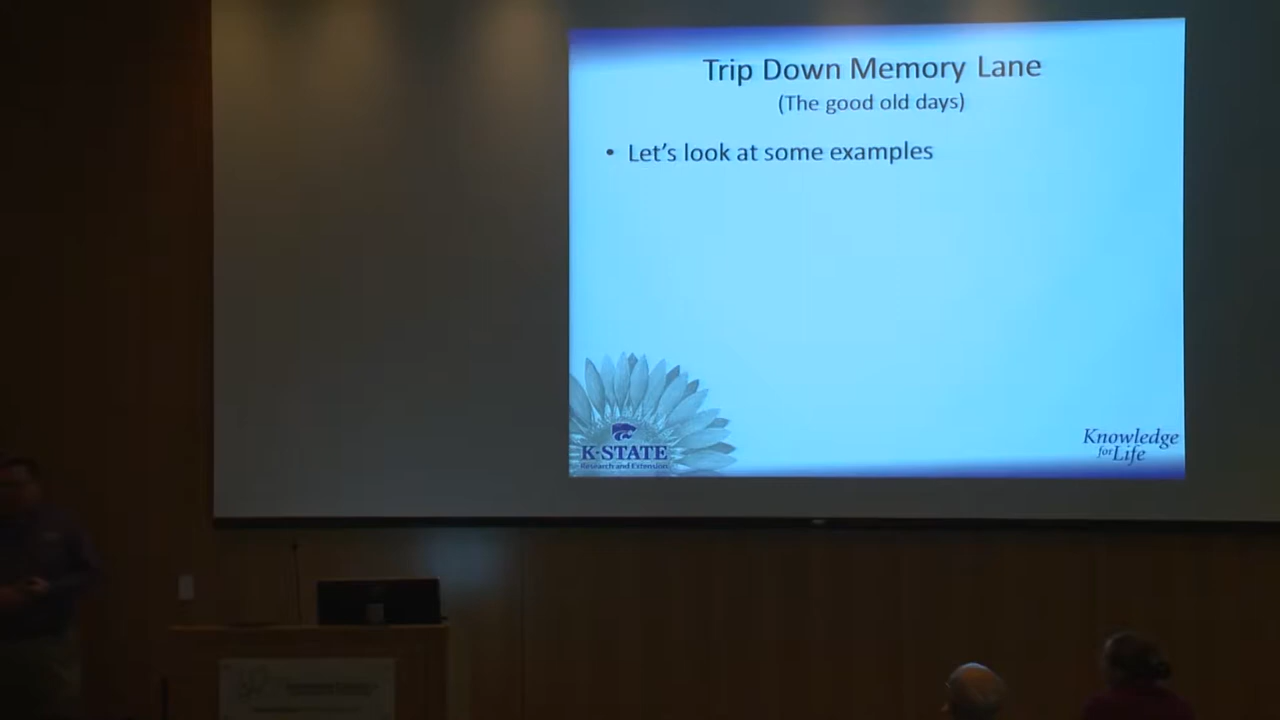 Trip Down Memory Lane
(The good old days)
• Let's look at some examples
K-STATE
Research and Extension
Knowledge
for Life